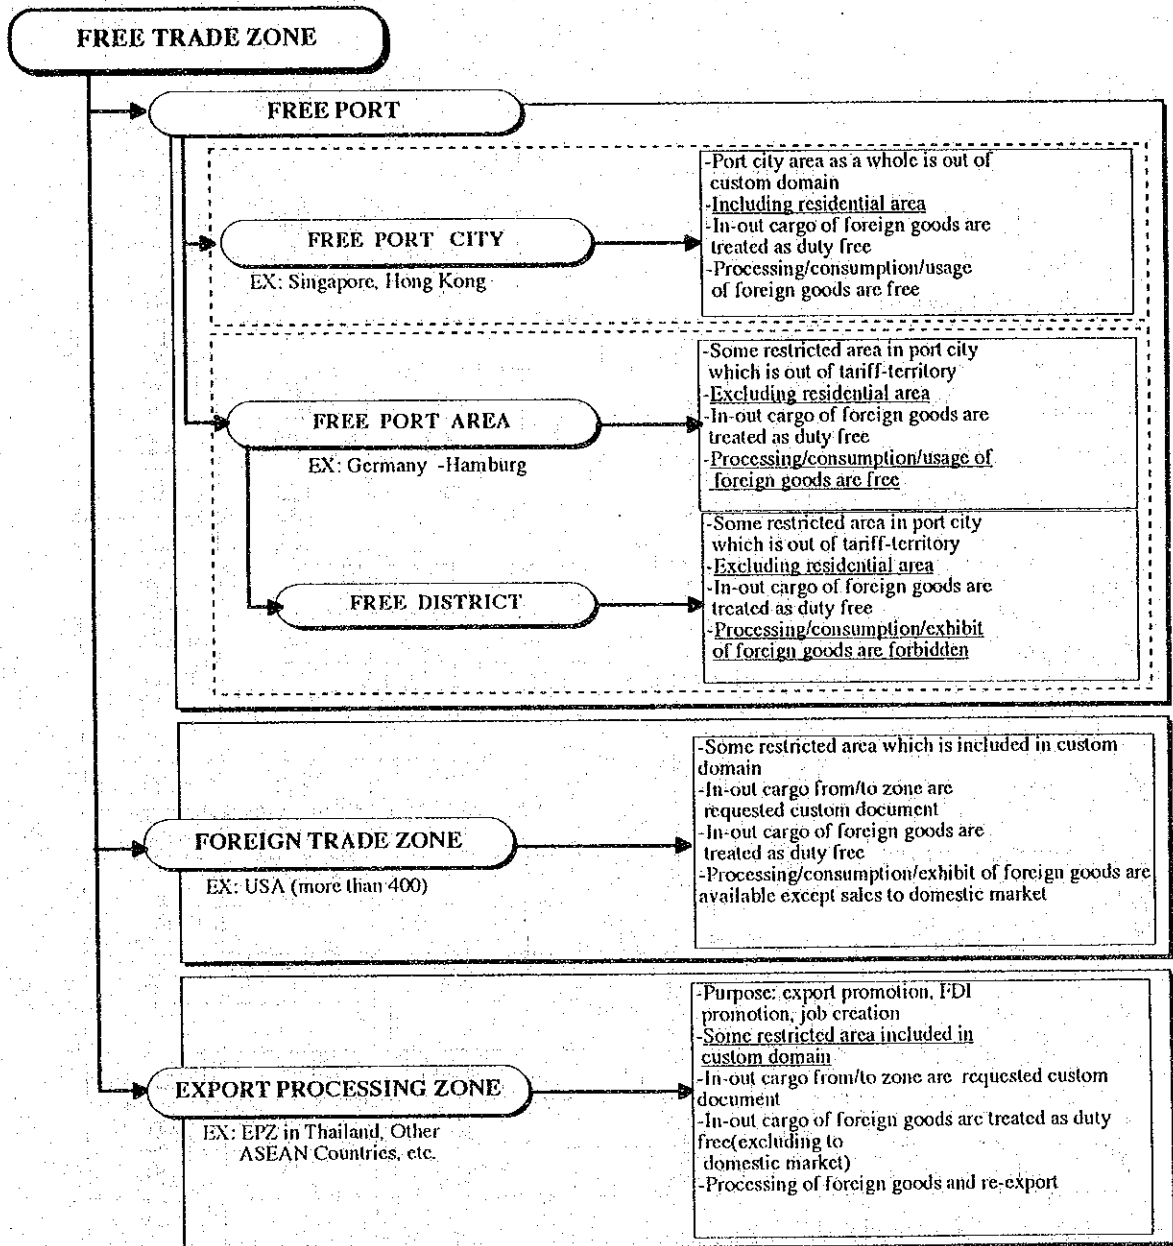 FREE TRADE ZONE
FREE PORT
-Port city area as a whole is out of
custom domain
-Including residential area
-In-out cargo of foreign goods are
treated as duty free
-Processing/consumption/usage
of foreign goods are free
FREE PORT CITY
EX: Singapore, Hong Kong
-Some restricted area in port city
which is out of tariff-territory
-Excluding residential area
-In-out cargo of foreign goods are
treated as duty free
-Processing/consumption/usage of
foreign goods are free
FREE PORT AREA
EX: Germany -Hamburg
-Some restricted area in port city
which is out of tariff-territory
-Excluding residential area
-In-out cargo of foreign goods are
treated as duty free
-Processing/consumption/exhibit
of foreign goods are forbidden
FREE DISTRICT
-Some restricted area which is included in custom
domain
-In-out cargo from/to zone are
requested custom document
-In-out cargo of foreign goods are
treated as duty free
-Processing/consumption/exhibit of foreign goods are
available except sales to domestic market
FOREIGN TRADE ZONE
EX: USA (more than 400)
-Purpose: export promotion, FDI
promotion, job creation
-Some restricted area included in
custom domain
-In-out cargo from/to zone are requested custom
document
-In-out cargo of foreign goods are treated as duty
free(excluding to
domestic market)
-Processing of foreign goods and re-export
EXPORT PROCESSING ZONE
EX: EPZ in Thailand, Other
ASEAN Countries, etc.